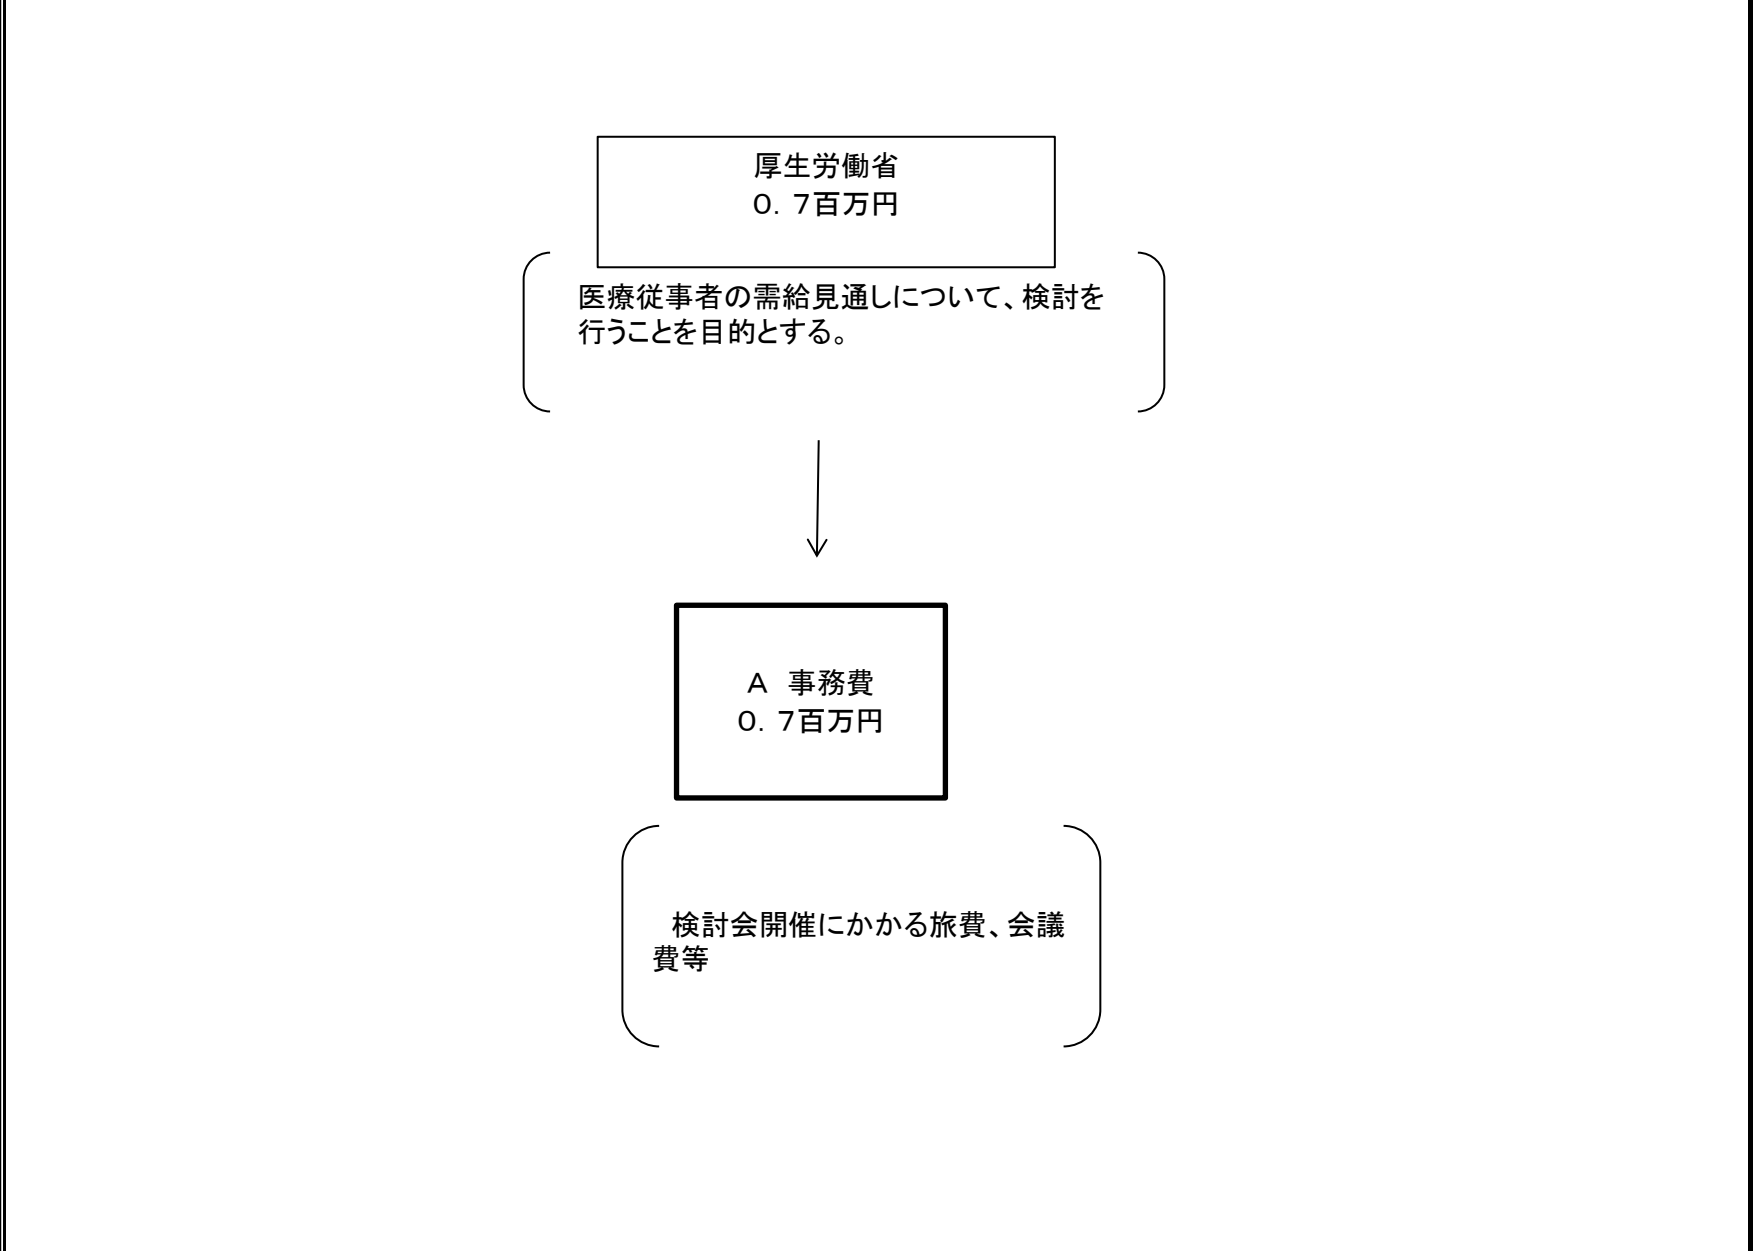 厚生労働省
０．７百万円
医療従事者の需給見通しについて、検討を
行うことを目的とする。
Ａ　事務費
０．７百万円
　検討会開催にかかる旅費、会議
費等